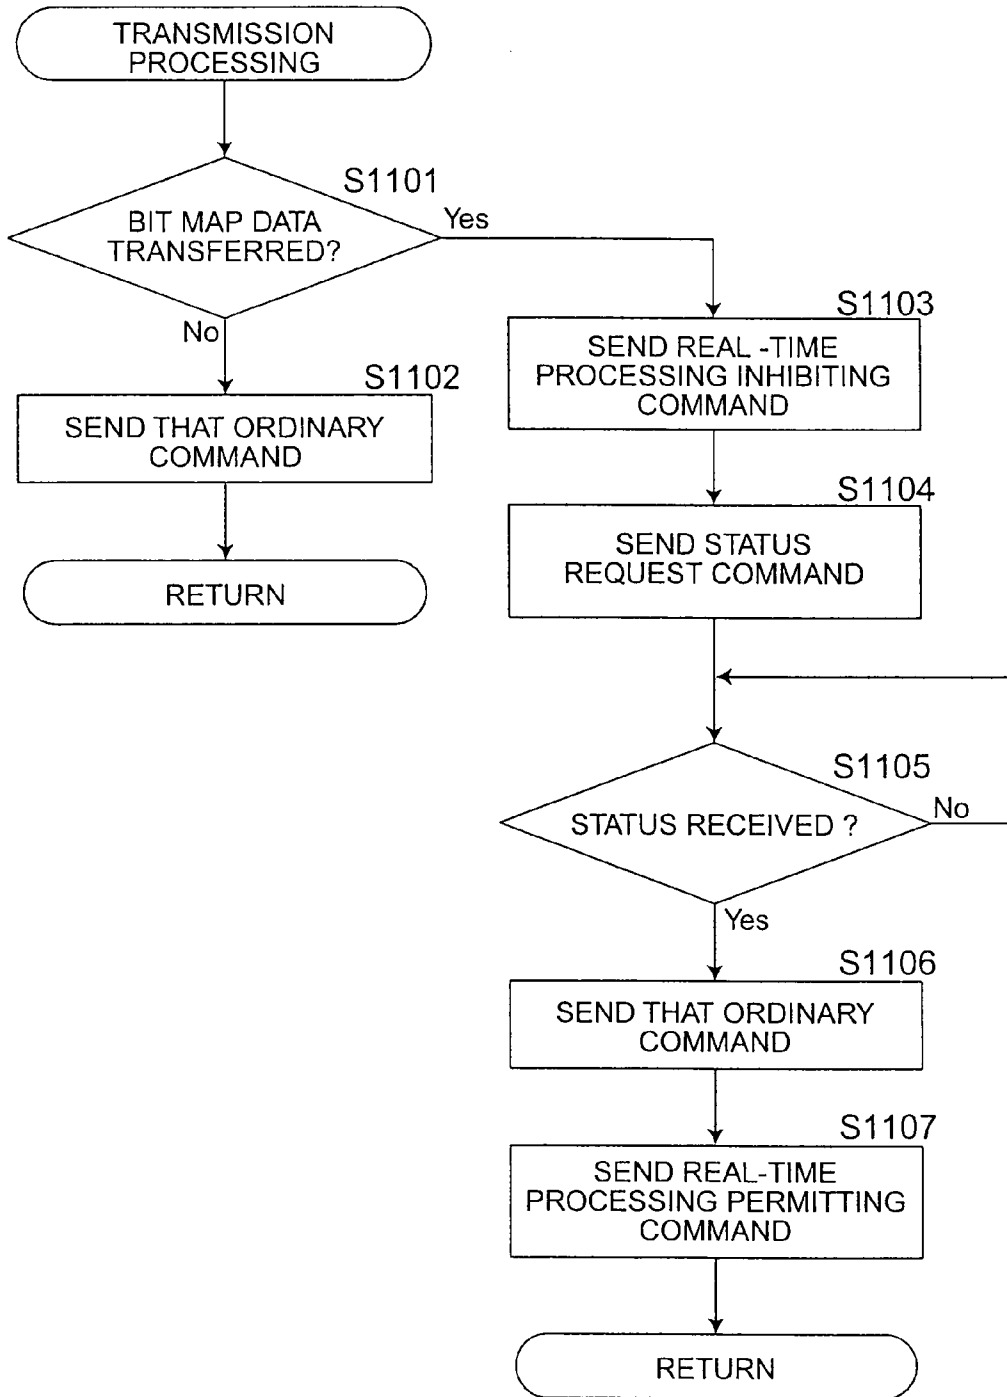 TRANSMISSION
PROCESSING
S1101
BIT MAP DATA
TRANSFERRED?
Yes
No
S1102
SEND THAT ORDINARY
COMMAND
RETURN
S1103
SEND REAL -TIME
PROCESSING INHIBITING
COMMAND
S1104
SEND STATUS
REQUEST COMMAND
S1105
STATUS RECEIVED ?
No
Yes
S1106
SEND THAT ORDINARY
COMMAND
S1107
SEND REAL-TIME
PROCESSING PERMITTING
COMMAND
RETURN